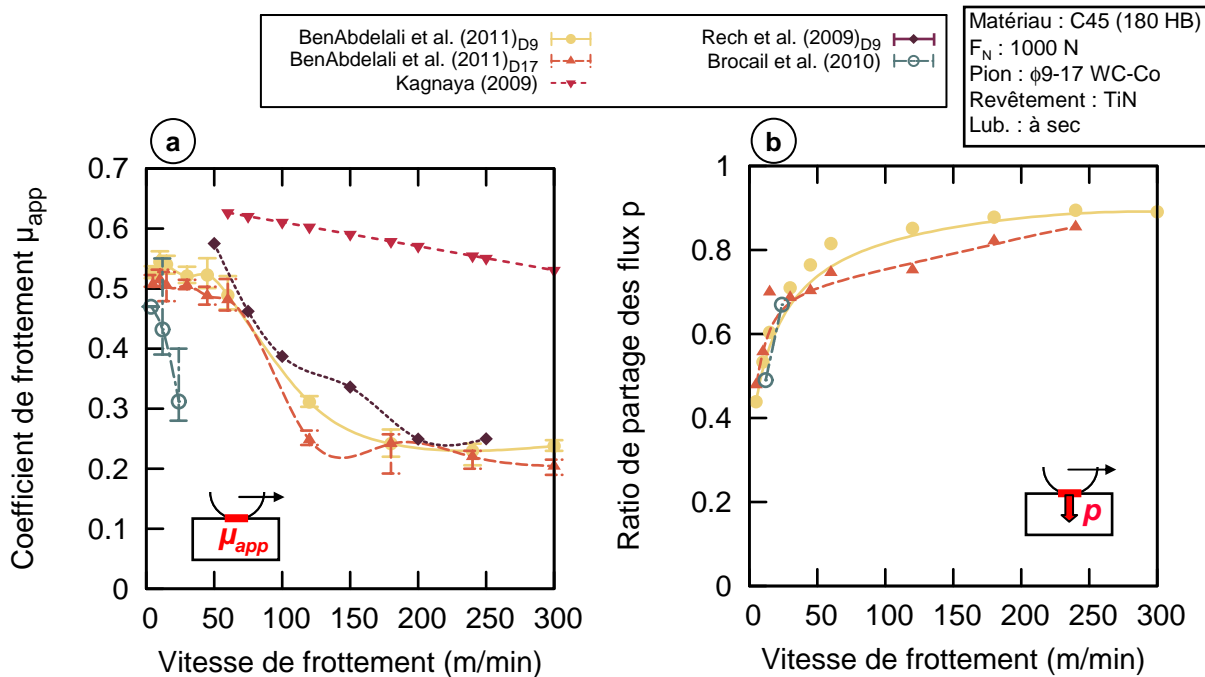 BenAbdelali et al. (2011)D9
BenAbdelali et al. (2011)D17
Kagnaya (2009)
Rech et al. (2009)D9
Brocail et al. (2010)
Matériau : C45 (180 HB)
FN : 1000 N
Pion : ϕ9-17 WC-Co
Revêtement : TiN
Lub. : à sec
a
Coefficient de frottement µapp
0.7
0.6
0.5
0.4
0.3
0.2
0.1
0
0 50 100 150 200 250 300
Vitesse de frottement (m/min)
µapp
b
Ratio de partage des flux p
1
0.8
0.6
0.4
0.2
0
0 50 100 150 200 250 300
Vitesse de frottement (m/min)
p